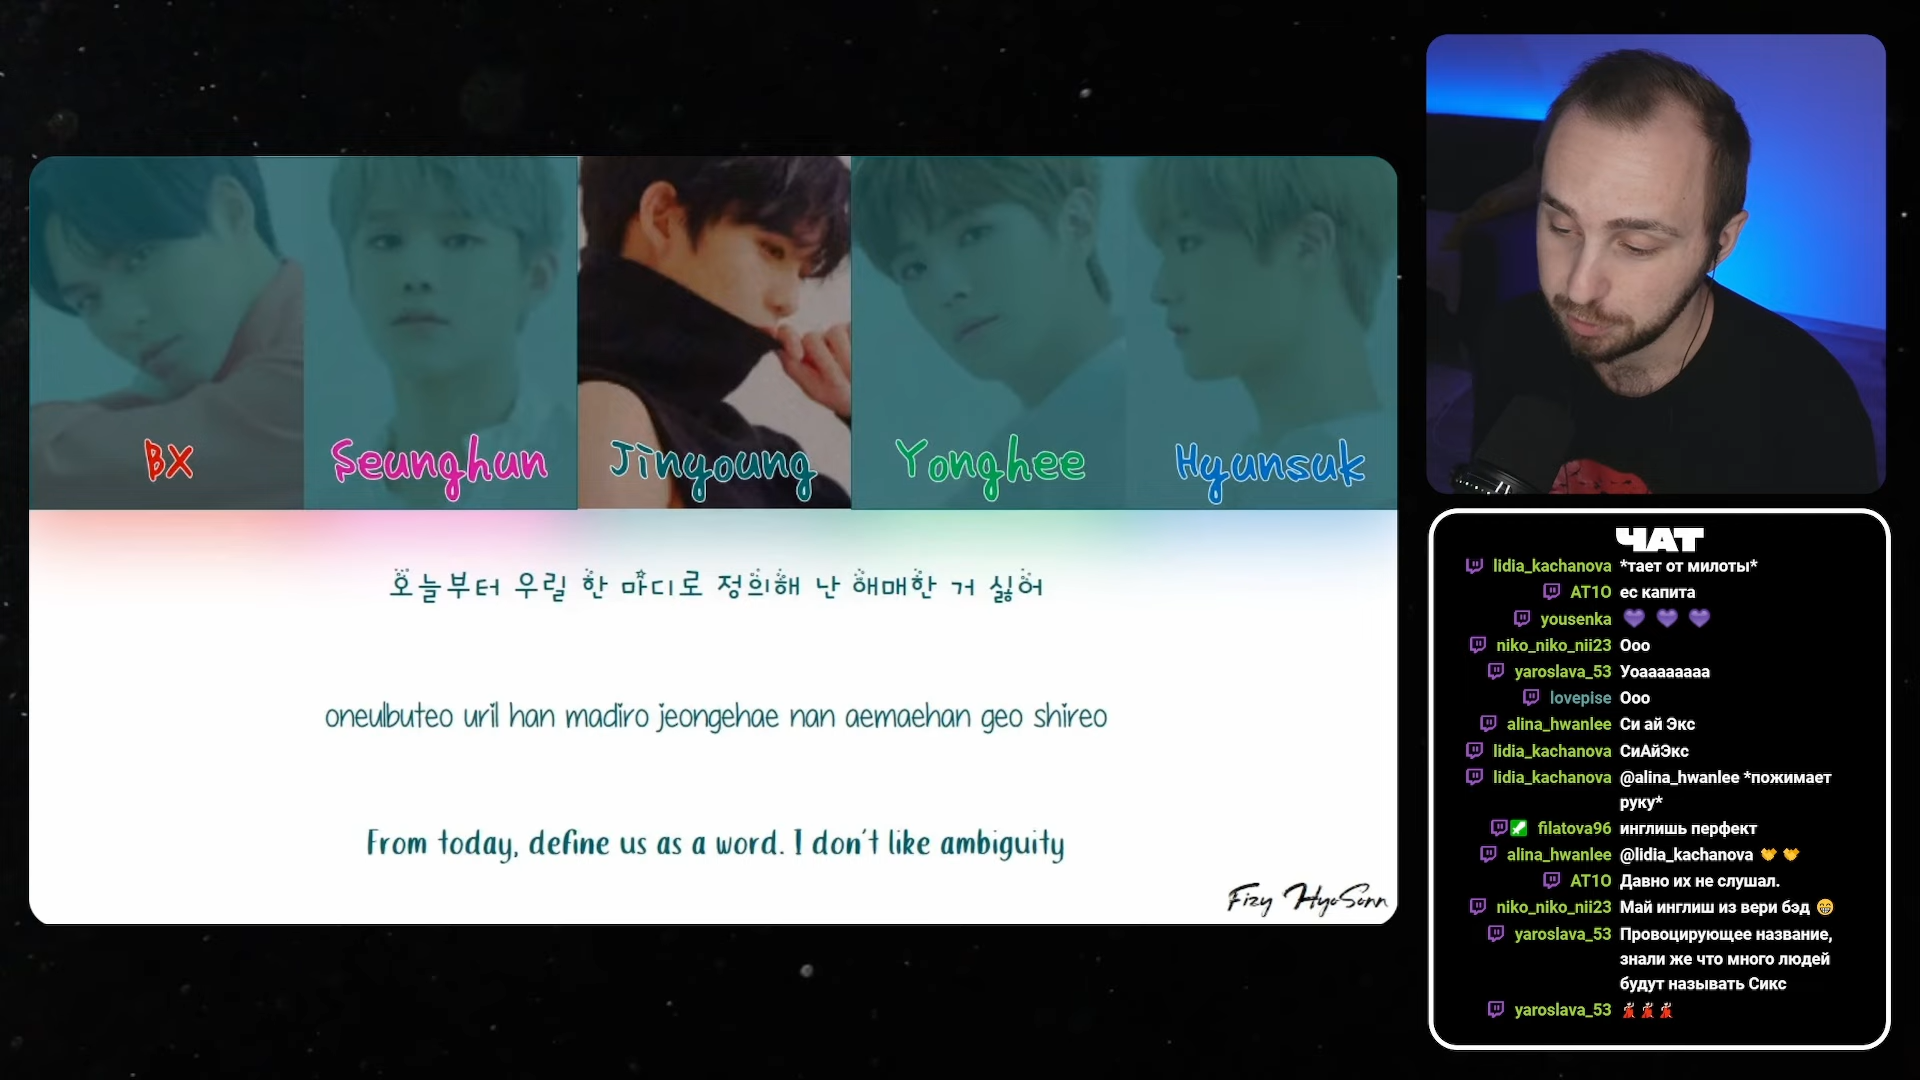 BX
Seunghun
Jinyoung
Yonghee
Hyunsuk
오늘부터 우릴 한 마디로 정의해 난 애매한 거 싫어
oneulbuteo uril han madiro jeongehae nan aemaehan geo shireo
From today, define us as a word. I don't like ambiguity
Fizy HyoSonn
ЧАТ
lidia_kachanova *тает от милоты*
AT1O ес капита
yousenka 💜 💜 💜
niko_niko_nii23 Ооо
yaroslava_53 Уоаааааааа
lovepise Ооо
alina_hwanlee Си ай Экс
lidia_kachanova СиАйЭкс
lidia_kachanova @alina_hwanlee *пожимает
руку*
filatova96 инглишь перфект
alina_hwanlee @lidia_kachanova
AT1O Давно их не слушал.
niko_niko_nii23 Май инглиш из вери бэд 😁
yaroslava_53 Провоцирующее название,
знали же что много людей
будут называть Сикс
yaroslava_53 💃💃💃